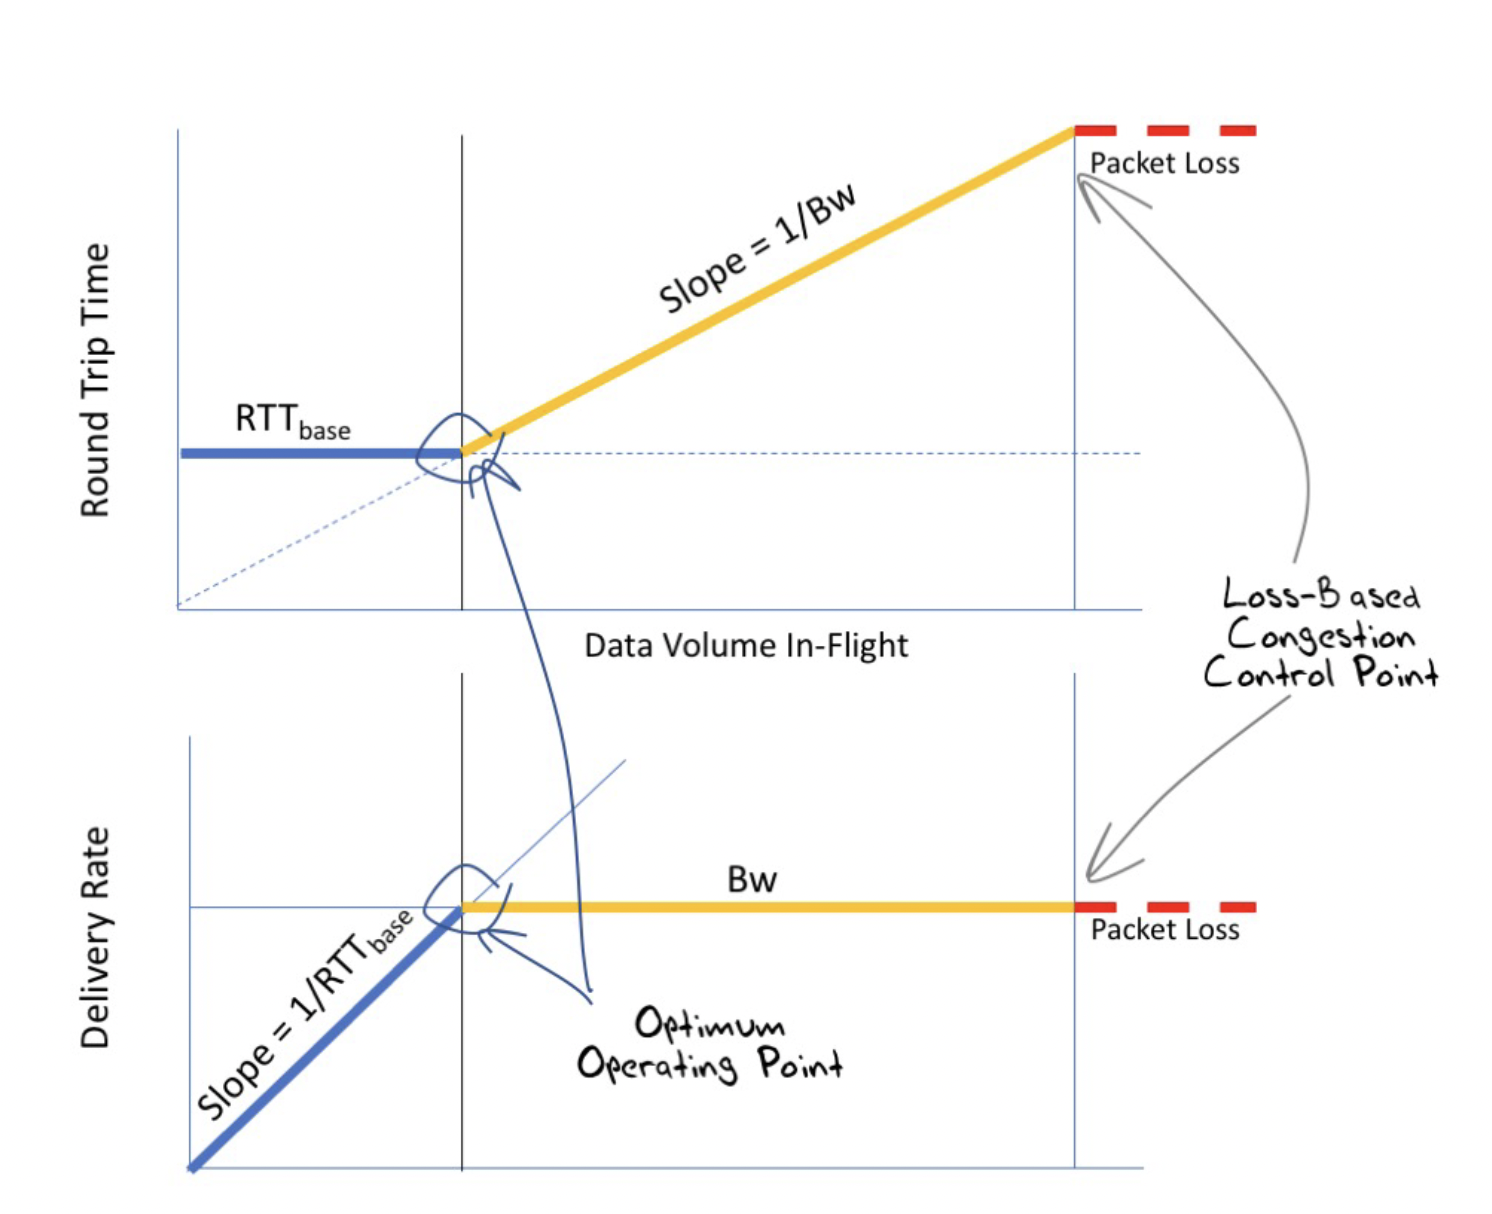 Packet Loss
Slope = 1/Bw
Round Trip Time
RTTbase
Loss-Based
Congestion
Control Point
Data Volume In-Flight
Bw
Packet Loss
Delivery Rate
Slope = 1/RTTbase
Optimum
Operating Point